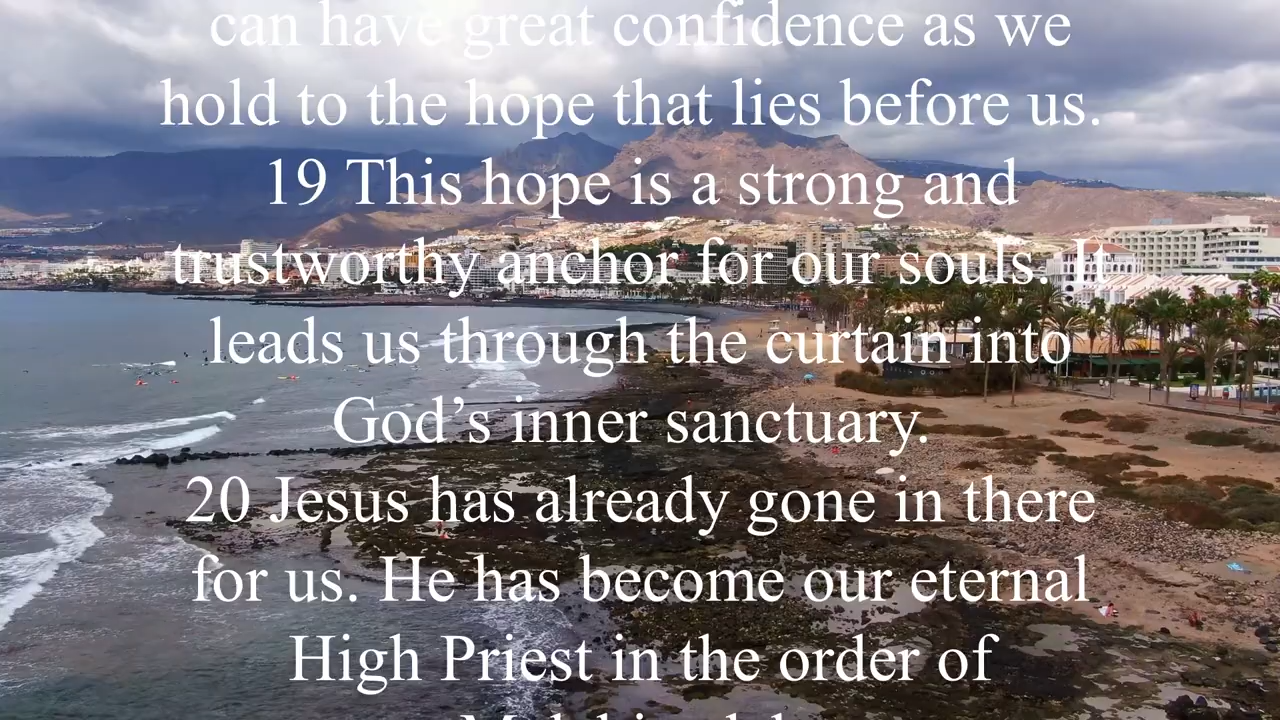 can have great confidence as we
hold to the hope that lies before us.
19 This hope is a strong and
trustworthy anchor for our souls. It
leads us through the curtain into
God’s inner sanctuary.
20 Jesus has already gone in there
for us. He has become our eternal
High Priest in the order of